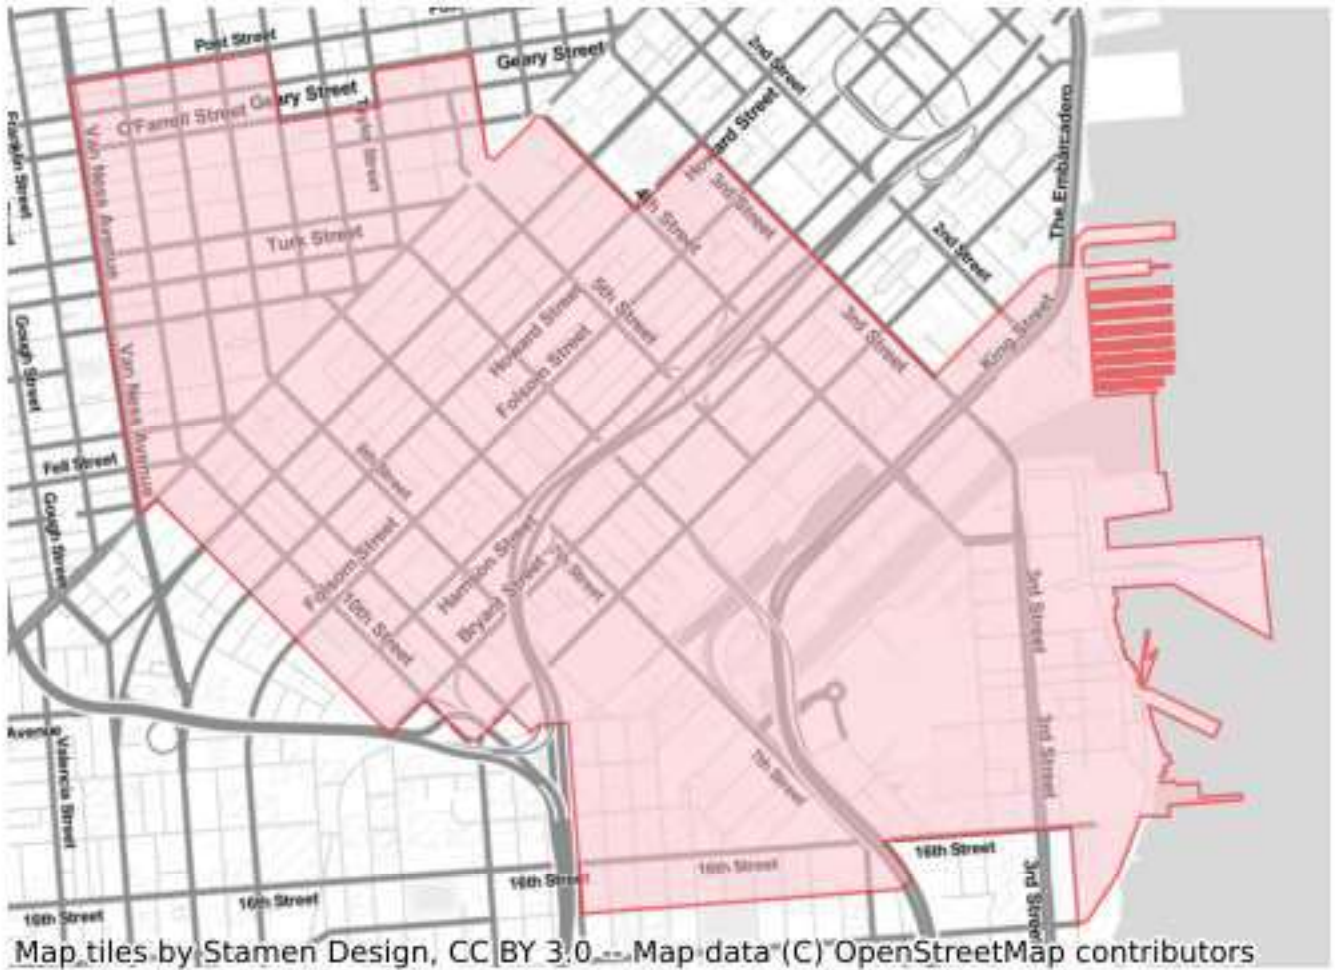 Post Street
Geary Street
2nd Street
Geary Street
O'Farrell Street
Taylor Street
Howard Street
The Embarcadero
Franklin Street
Van Ness Avenue
3rd Street
4th Street
Turk Street
2nd Street
5th Street
Howard Street
Folsom Street
3rd Street
King Street
Gough Street
Van Ness Avenue
Fell Street
8th Street
Gough Street
Folsom Street
Harrison Street
Bryant Street
7th Street
10th Street
3rd Street
Avenue
Valencia Street
3rd Street
7th Street
16th Street
16th Street
16th Street
16th Street
16th Street
3rd Street
Map tiles by Stamen Design, CC BY 3.0 -- Map data (C) OpenStreetMap contributors